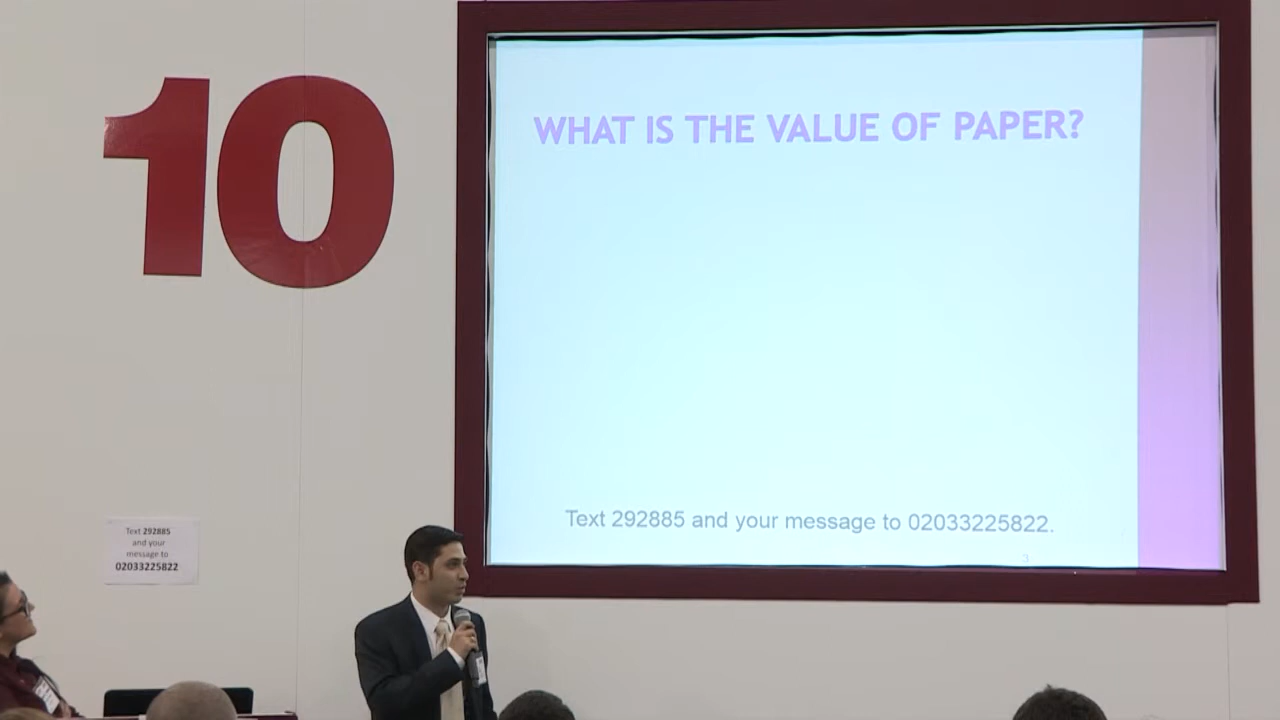 10
WHAT IS THE VALUE OF PAPER?
Text 292885 and your message to 02033225822.
3
Text 292885
and your
message to
02033225822